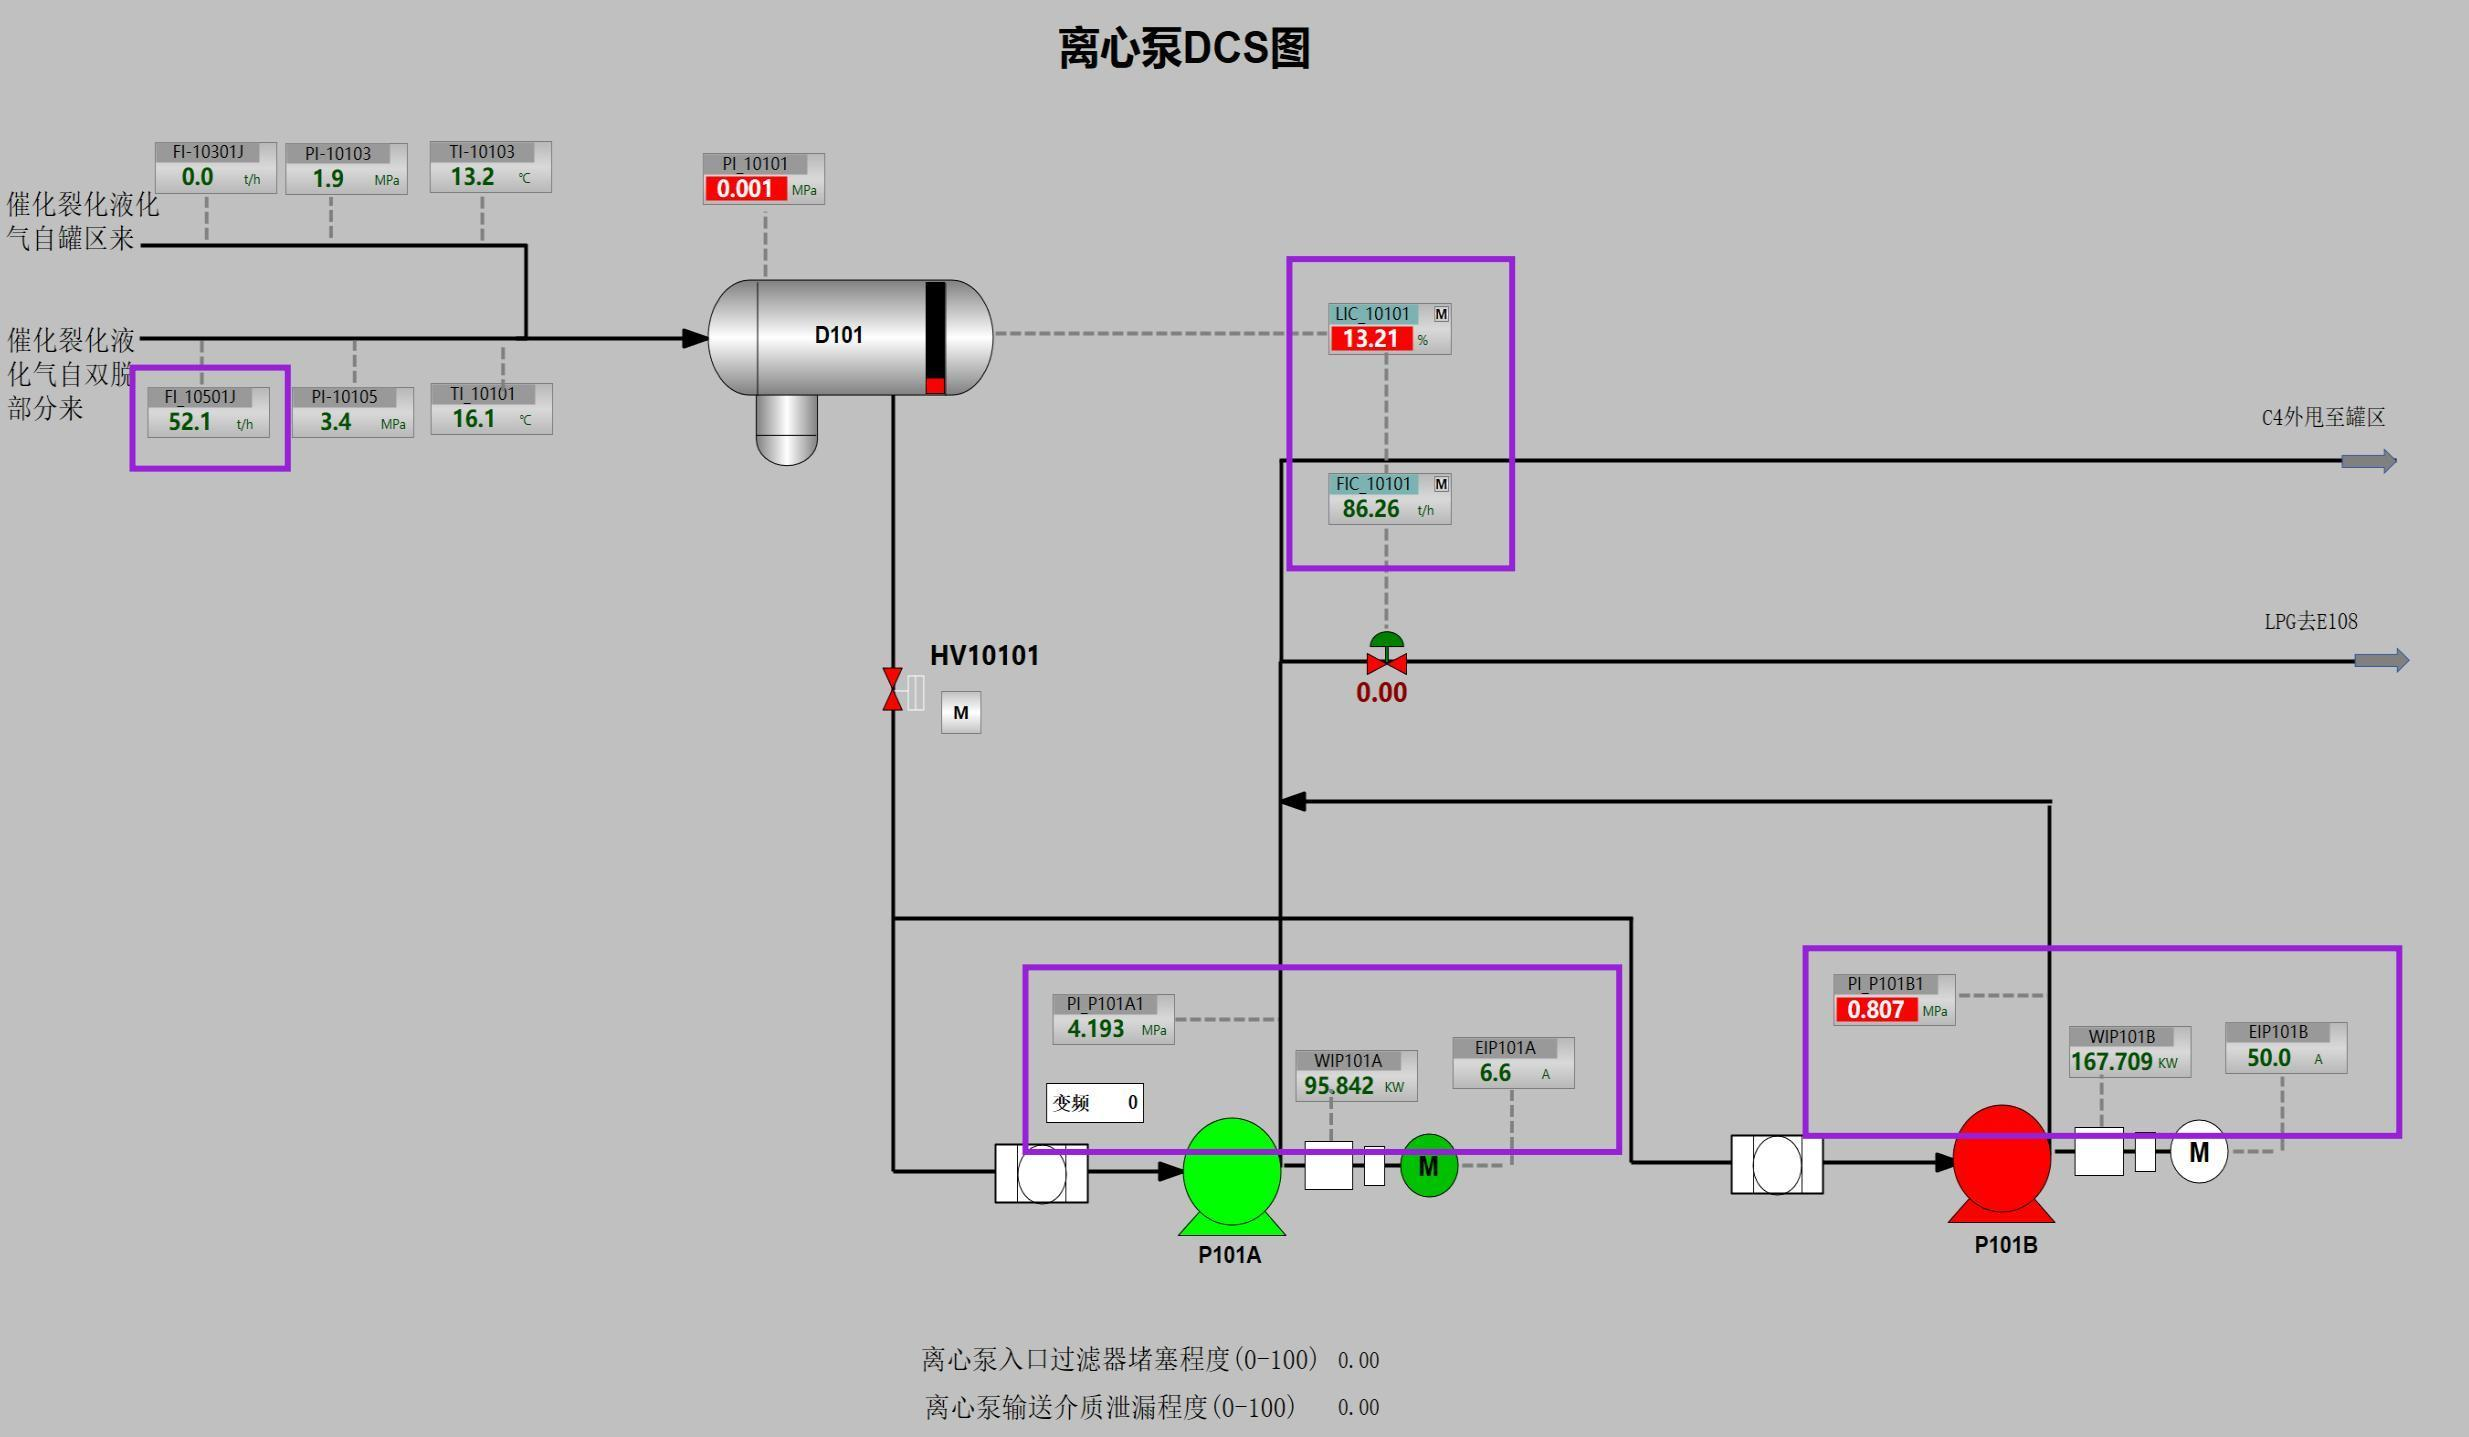 离心泵DCS图
FI-10301J
0.0 t/h
PI-10103
1.9 MPa
TI-10103
13.2 ℃
PI_10101
0.001 MPa
催化裂化液化
气自罐区来
催化裂化液
化气自双脱
部分来
FI_10501J
52.1 t/h
PI-10105
3.4 MPa
TI_10101
16.1 ℃
D101
LIC_10101 M
13.21 %
C4外甩至罐区
FIC_10101 M
86.26 t/h
LPG去E108
0.00
HV10101
M
PI_P101A1
4.193 MPa
WIP101A
95.842 KW
EIP101A
6.6 A
变频 0
M
P101A
PI_P101B1
0.807 MPa
WIP101B
167.709 KW
EIP101B
50.0 A
M
P101B
离心泵入口过滤器堵塞程度(0-100) 0.00
离心泵输送介质泄漏程度(0-100) 0.00